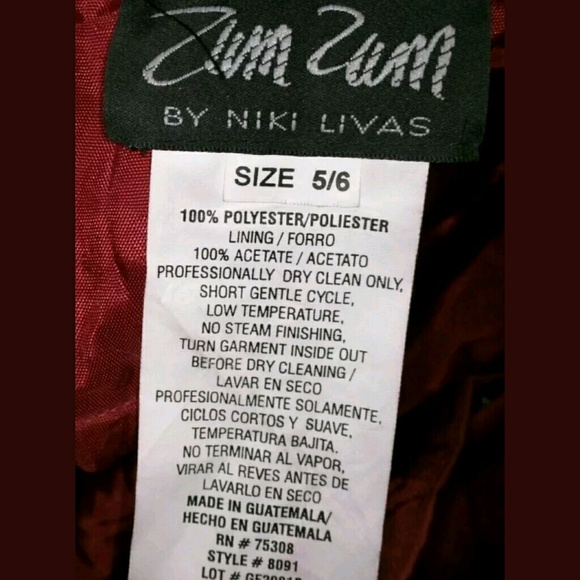 Zum Zum
BY NIKI LIVAS
SIZE 5/6
100% POLYESTER/POLIESTER
LINING / FORRO
100% ACETATE / ACETATO
PROFESSIONALLY DRY CLEAN ONLY,
SHORT GENTLE CYCLE,
LOW TEMPERATURE,
NO STEAM FINISHING,
TURN GARMENT INSIDE OUT
BEFORE DRY CLEANING /
LAVAR EN SECO
PROFESIONALMENTE SOLAMENTE,
CICLOS CORTOS Y SUAVE,
TEMPERATURA BAJITA,
NO TERMINAR AL VAPOR,
VIRAR AL REVES ANTES DE
LAVARLO EN SECO
MADE IN GUATEMALA/
HECHO EN GUATEMALA
RN # 75308
STYLE # 8091
LOT #